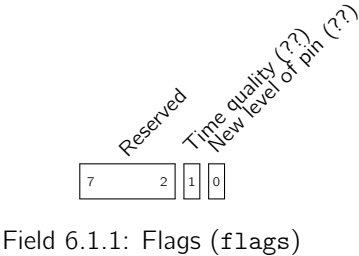 Reserved
Time quality (??)
New level of pin (??)
7 2 1 0
Field 6.1.1: Flags (flags)